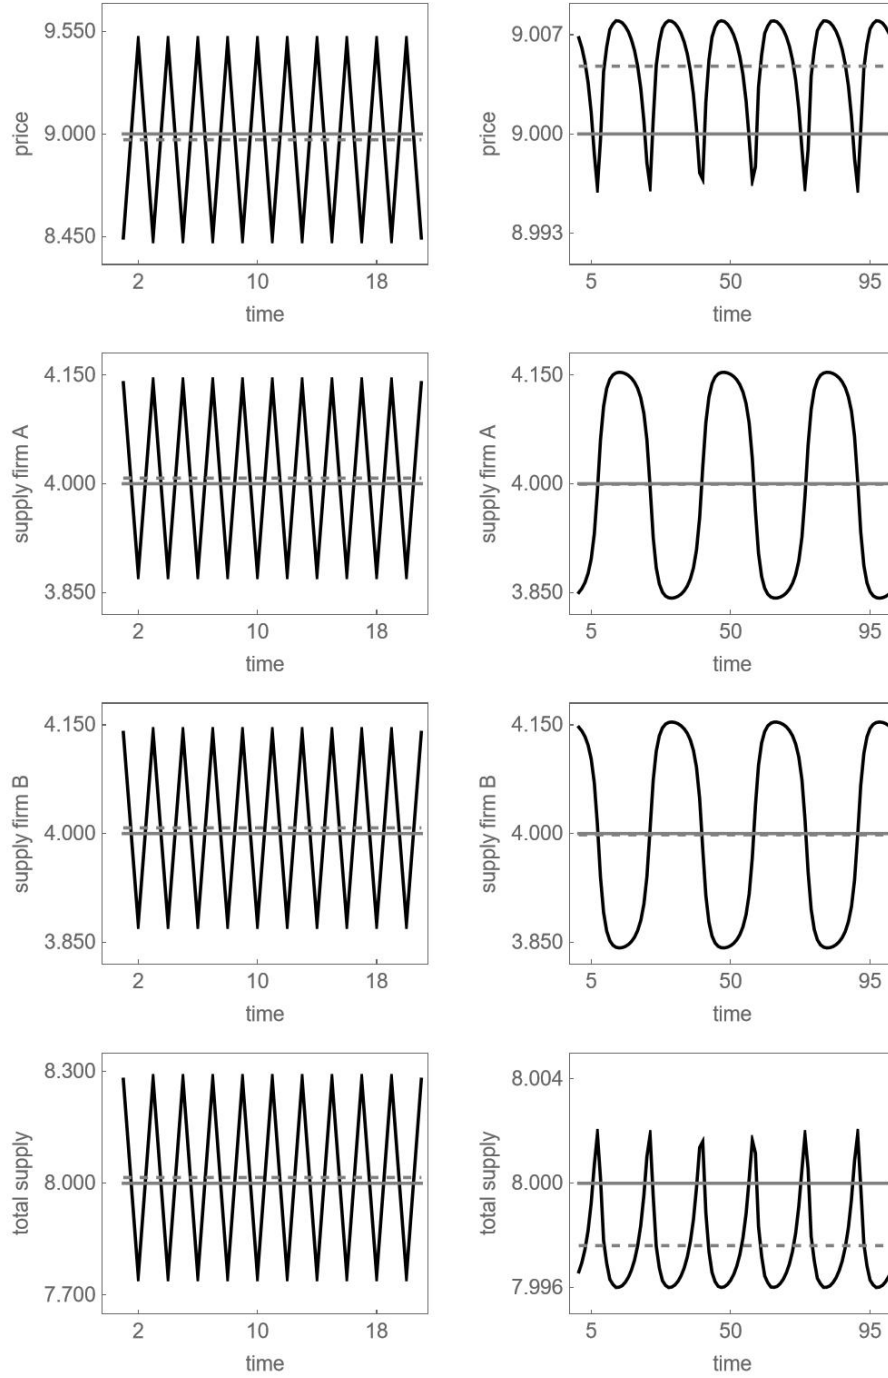 9.550
9.000
8.450
price
2 10 18
time
9.007
9.000
8.993
price
5 50 95
time
4.150
4.000
3.850
supply firm A
2 10 18
time
4.150
4.000
3.850
supply firm A
5 50 95
time
4.150
4.000
3.850
supply firm B
2 10 18
time
4.150
4.000
3.850
supply firm B
5 50 95
time
8.300
8.000
7.700
total supply
2 10 18
time
8.004
8.000
7.996
total supply
5 50 95
time